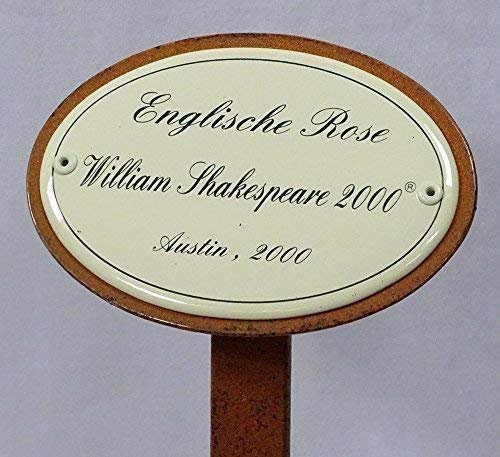 Englische Rose
William Shakespeare 2000®
Austin, 2000